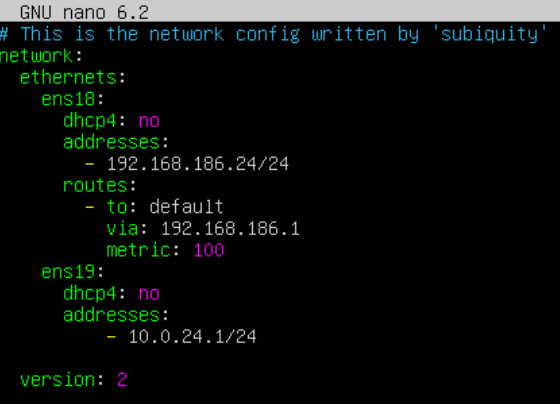 GNU nano 6.2
# This is the network config written by 'subiquity'
network:
  ethernets:
    ens18:
      dhcp4: no
      addresses:
        - 192.168.186.24/24
      routes:
        - to: default
          via: 192.168.186.1
          metric: 100
    ens19:
      dhcp4: no
      addresses:
          - 10.0.24.1/24
  version: 2